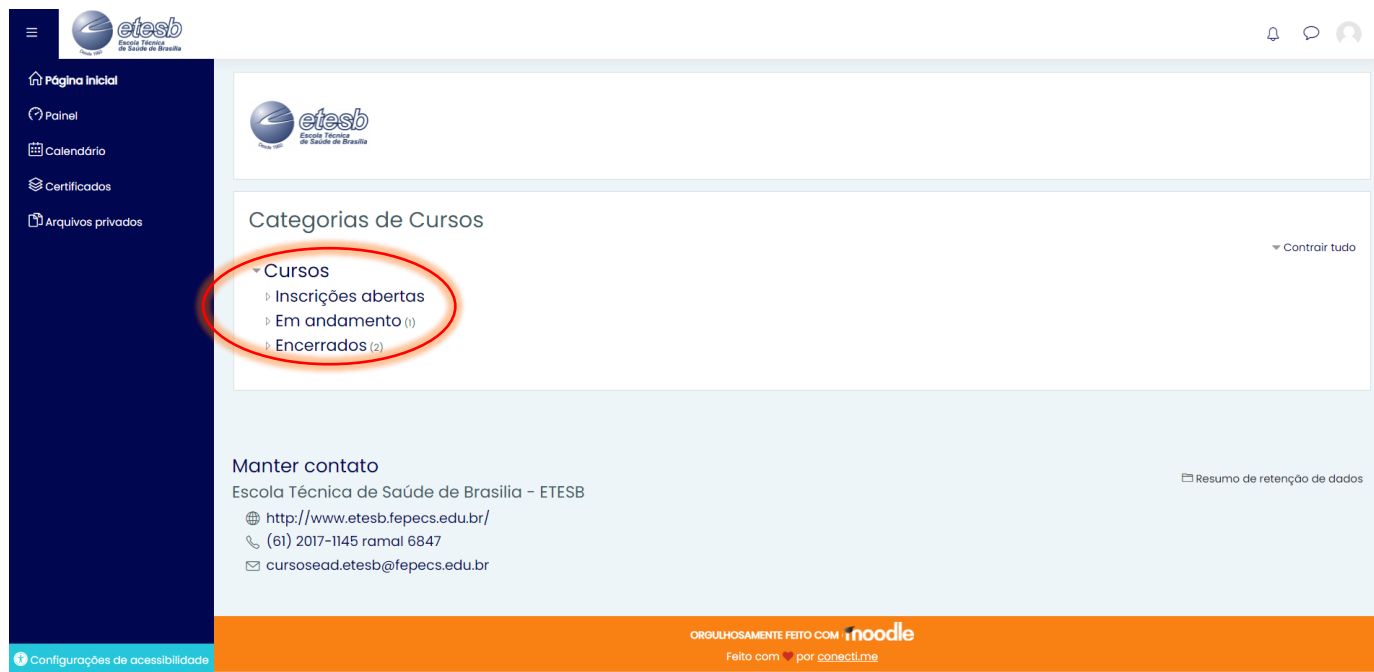 etesb
Escola Técnica
de Saúde de Brasília
Desde 1960
Página inicial
Painel
Calendário
Certificados
Arquivos privados
etesb
Escola Técnica
de Saúde de Brasília
Desde 1960
Categorias de Cursos
Contrair tudo
Cursos
Inscrições abertas
Em andamento (1)
Encerrados (2)
Manter contato
Escola Técnica de Saúde de Brasilia - ETESB
http://www.etesb.fepecs.edu.br/
(61) 2017-1145 ramal 6847
cursosead.etesb@fepecs.edu.br
Resumo de retenção de dados
ORGULHOSAMENTE FEITO COM moodle
Feito com ❤ por conecti.me
Configurações de acessibilidade